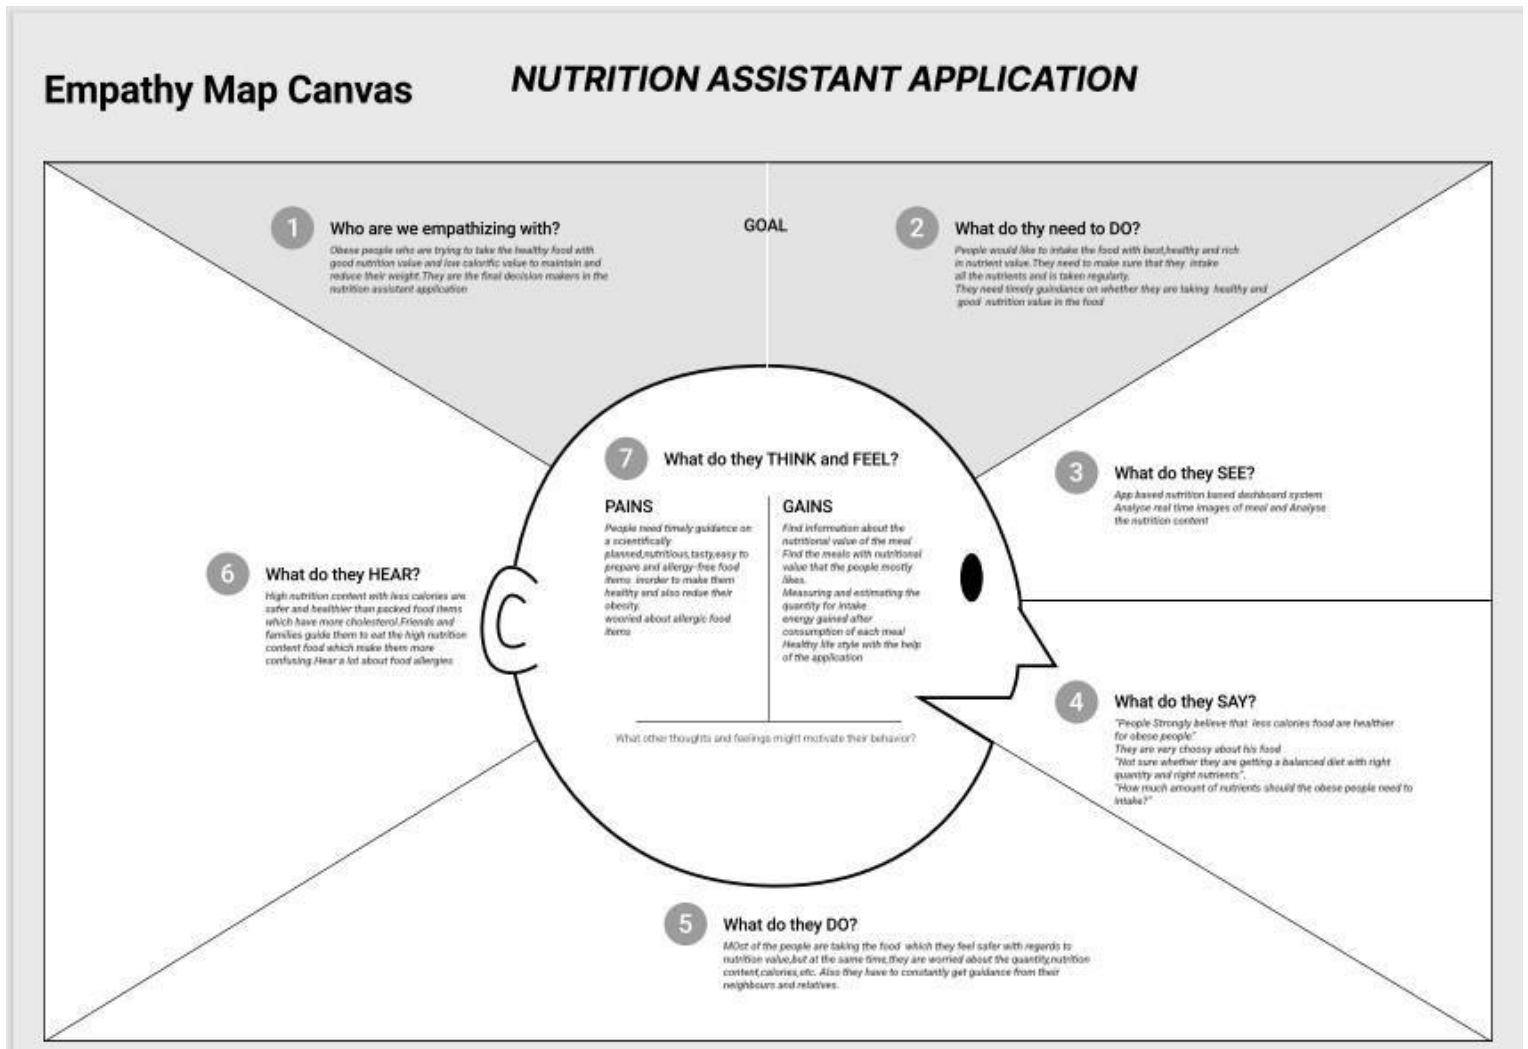 Empathy Map Canvas
NUTRITION ASSISTANT APPLICATION
1
Who are we empathizing with?
Obese people who are trying to take the healthy food with
good nutrition value and low calorific value to maintain and
reduce their weight.They are the final decision makers in the
nutrition assistant application
GOAL
2
What do thy need to DO?
People would like to intake the food with best,healthy and rich
in nutrient value.They need to make sure that they intake
all the nutrients and is taken regularly.
They need timely guindance on whether they are taking healthy and
good nutrition value in the food
3
What do they SEE?
App based nutrition based dashboard system
Analyse real time images of meal and Analyse
the nutrition content
4
What do they SAY?
"People Strongly believe that less calories food are healthier
for obese people."
They are very choosy about his food
"Not sure whether they are getting a balanced diet with right
quantity and right nutrients".
"How much amount of nutrients should the obese people need to
intake?"
5
What do they DO?
MOst of the people are taking the food which they feel safer with regards to
nutrition value,but at the same time,they are worried about the quantity,nutrition
content,calories,etc. Also they have to constantly get guidance from their
neighbours and relatives.
6
What do they HEAR?
High nutrition content with less calories are
safer and healthier than packed food items
which have more cholesterol.Friends and
families guide them to eat the high nutrition
content food which make them more
confusing.Hear a lot about food allergies
7
What do they THINK and FEEL?
PAINS
People need timely guidance on
a scientifically
planned,nutritious,tasty,easy to
prepare and allergy-free food
items inorder to make them
healthy and also redue their
obesity.
wooried about allergic food
items
GAINS
Find information about the
nutritional value of the meal
Find the meals with nutritional
value that the people mostly
likes.
Measuring and estimating the
quantity for intake
energy gained after
consumption of each meal
Healthy life style with the help
of the application
What other thoughts and feelings might motivate their behavior?